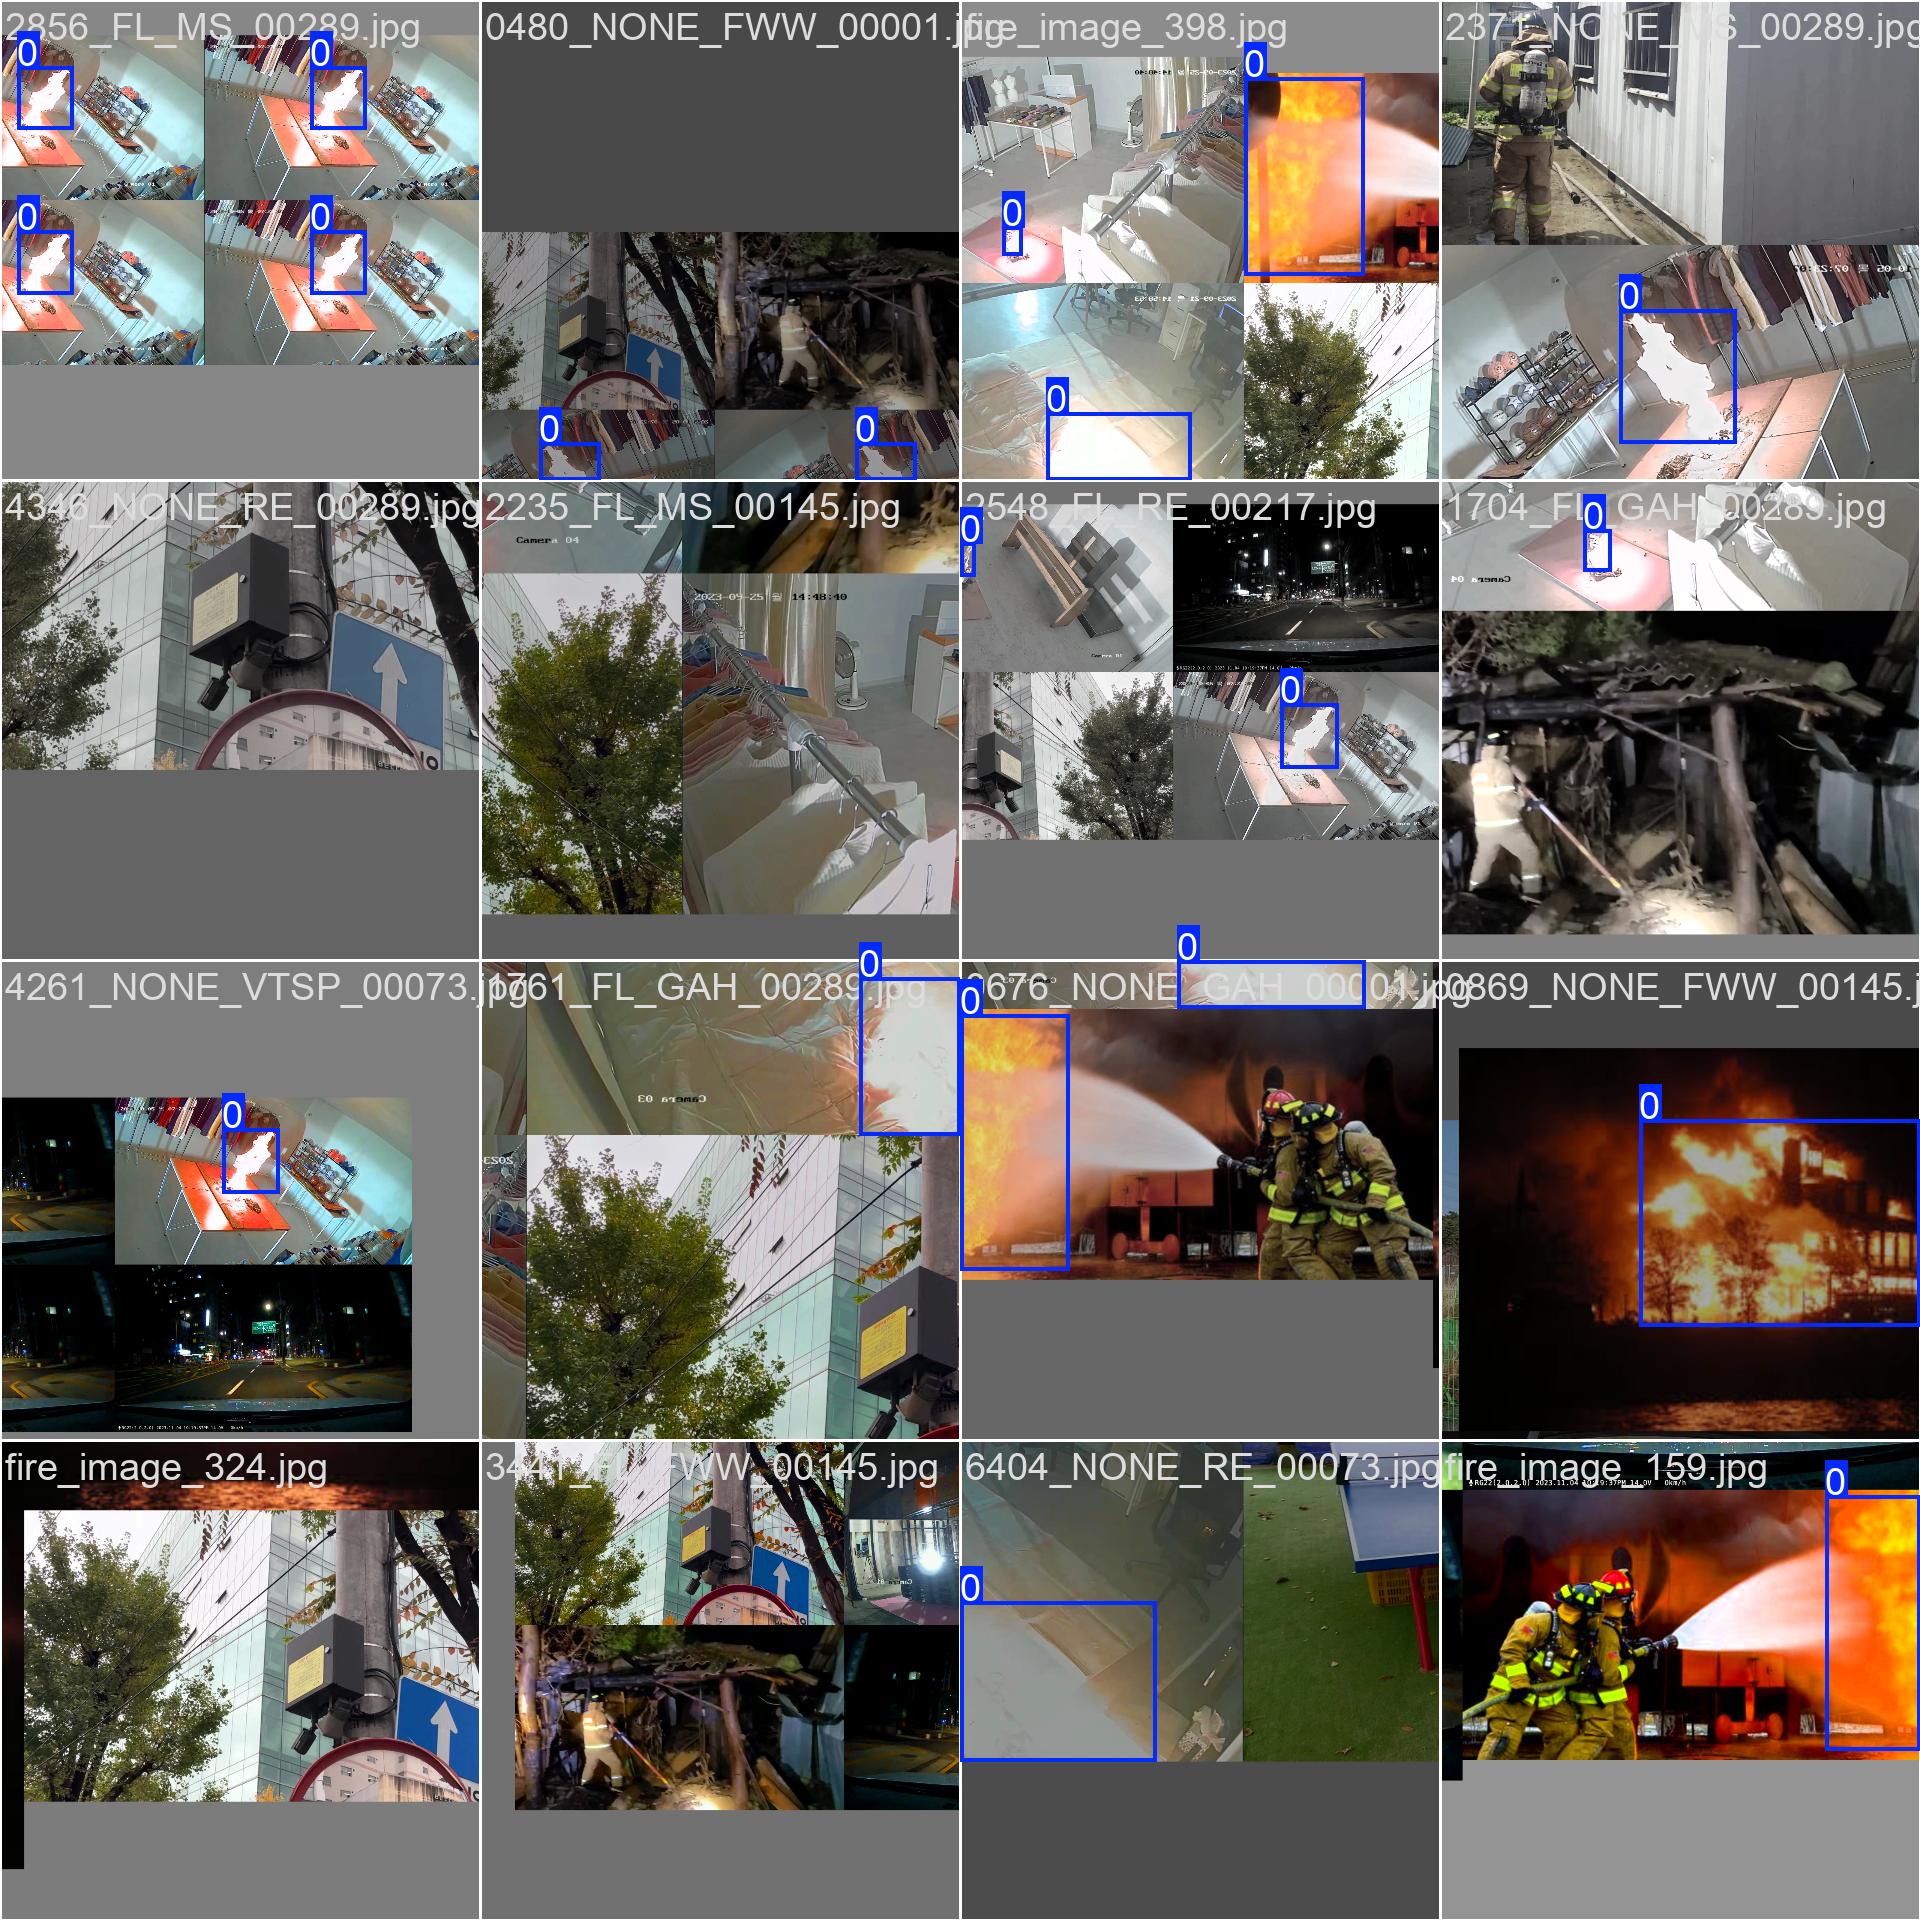 2856_FL_MS_00289.jpg
0480_NONE_FWW_00001.jpg
fire_image_398.jpg
2371_NONE_VS_00289.jpg
0
0
0
0
0
0
0
0
0
0
4346_NONE_RE_00289.jpg
2235_FL_MS_00145.jpg
2548_FL_RE_00217.jpg
1704_FL_GAH_00289.jpg
Camera 04
2023-09-25 월 14:48:40
0
0
0
Camera 04
4261_NONE_VTSP_00073.jpg
1761_FL_GAH_00289.jpg
0676_NONE_GAH_00001.jpg
0869_NONE_FWW_00145.j
0
0
0
0
0
Camera 03
fire_image_324.jpg
3441_FL_FWW_00145.jpg
6404_NONE_RE_00073.jpg
fire_image_159.jpg
0
0